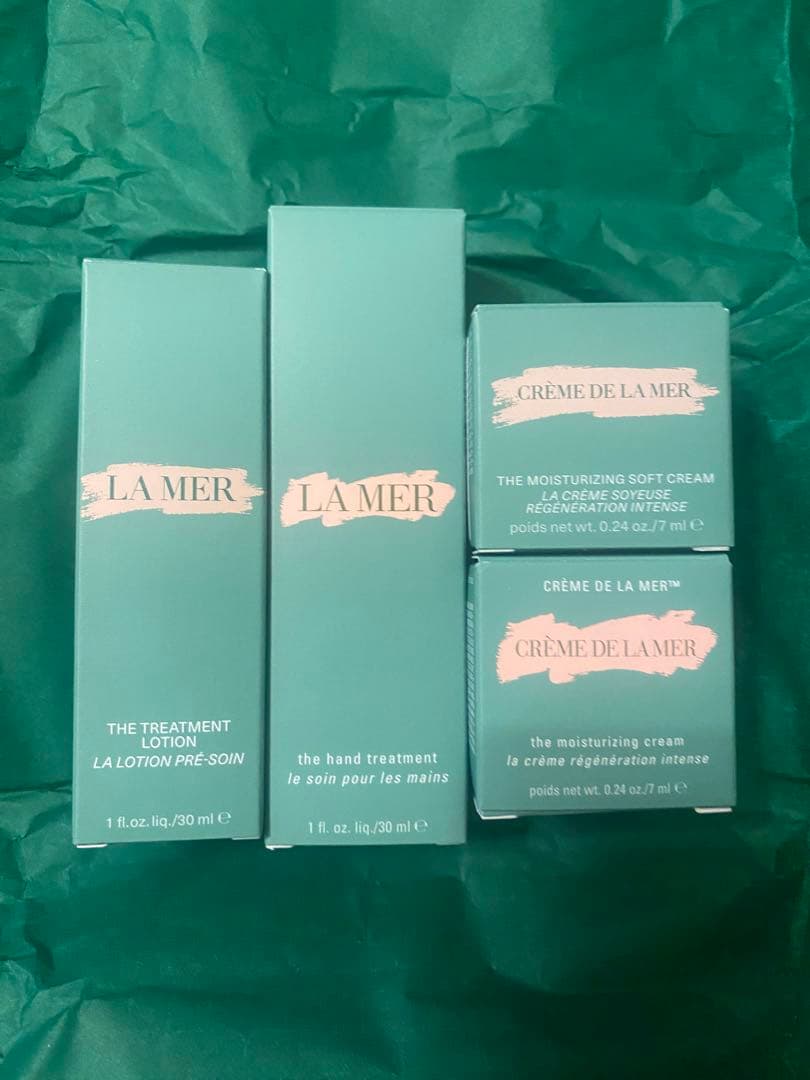 LA MER
THE TREATMENT
LOTION
LA LOTION PRÉ-SOIN
1 fl.oz.liq./30 ml ℮
LA MER
the hand treatment
le soin pour les mains
1 fl. oz. liq./30 ml ℮
CRÈME DE LA MER
THE MOISTURIZING SOFT CREAM
LA CRÈME SOYEUSE
RÉGÉNÉRATION INTENSE
poids net wt. 0.24 oz./7 ml ℮
CRÈME DE LA MER™
CRÈME DE LA MER
the moisturizing cream
la crème régénération intense
poids net wt. 0.24 oz./7 ml ℮